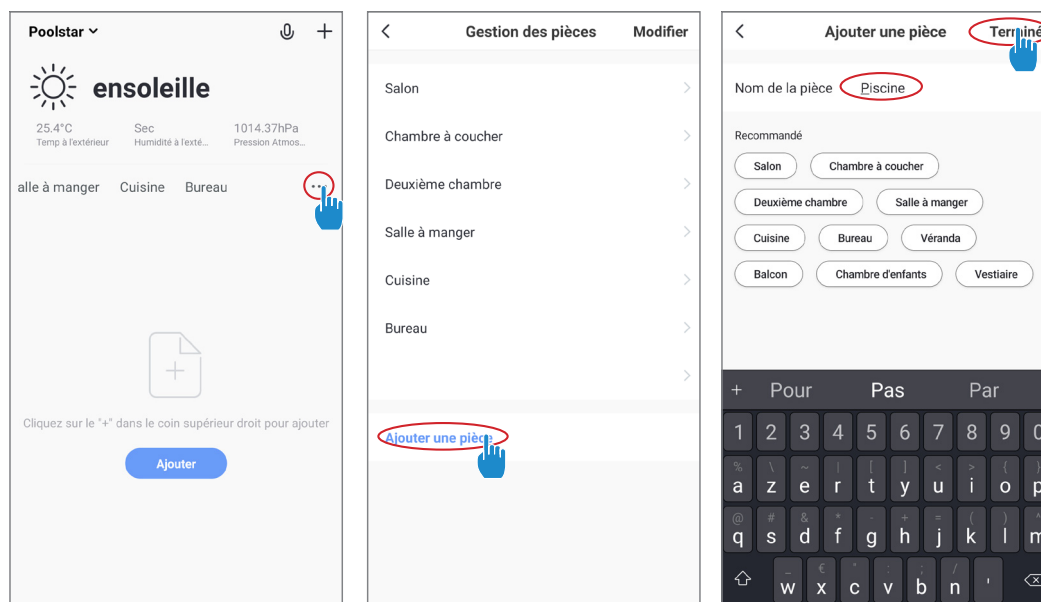 Poolstar
ensoleille
25.4°C Sec 1014.37hPa
Temp à l'extérieur Humidité à l'exté... Pression Atmos...
alle à manger Cuisine Bureau ...
Cliquez sur le "+" dans le coin supérieur droit pour ajouter
Ajouter
Gestion des pièces Modifier
Salon
Chambre à coucher
Deuxième chambre
Salle à manger
Cuisine
Bureau
Ajouter une pièce
Ajouter une pièce Terminé
Nom de la pièce Piscine
Recommandé
Salon Chambre à coucher
Deuxième chambre Salle à manger
Cuisine Bureau Véranda
Balcon Chambre d'enfants Vestiaire
+ Pour Pas Par
1 2 3 4 5 6 7 8 9 0
% \ ~ | [ ] < > { }
a z e r t y u i o p
@ # & * - + = ( ) ^
q s d f g h j k l m
_ € " : ; /
w x c v b n '